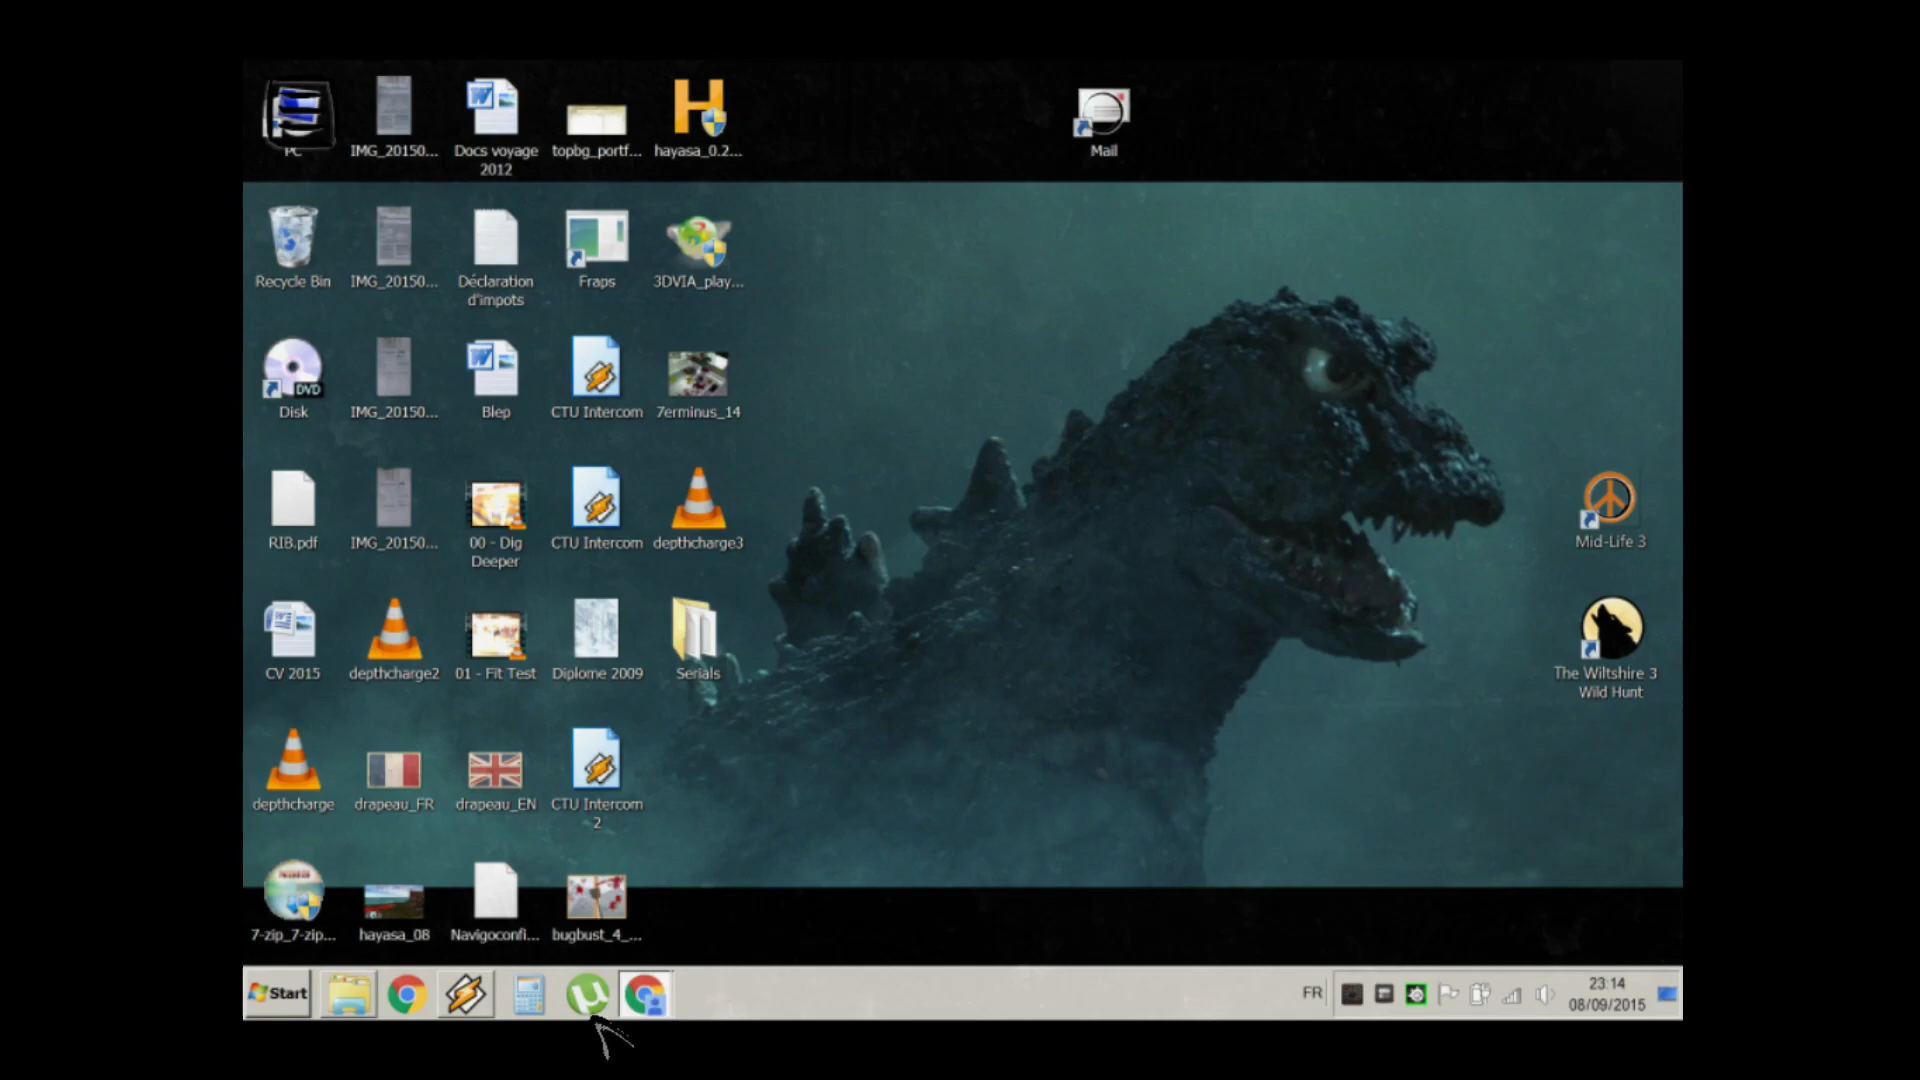 PC
IMG_20150...
Docs voyage
2012
topbg_portf...
hayasa_0.2...
Mail
Recycle Bin
IMG_20150...
Déclaration
d'impots
Fraps
3DVIA_play...
DVD
Disk
IMG_20150...
Blep
CTU Intercom
7erminus_14
RIB.pdf
IMG_20150...
00 - Dig
Deeper
CTU Intercom
depthcharge3
Mid-Life 3
CV 2015
depthcharge2
01 - Fit Test
Diplome 2009
Serials
The Wiltshire 3
Wild Hunt
depthcharge
drapeau_FR
drapeau_EN
CTU Intercom
2
7-zip_7-zip...
hayasa_08
Navigoconfi...
bugbust_4_...
Start
FR
23:14
08/09/2015